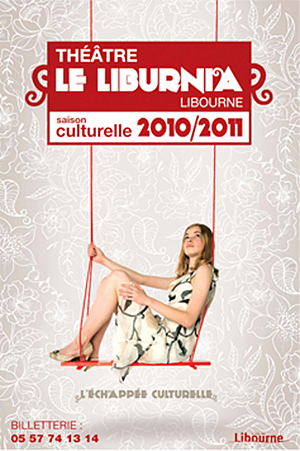 THÉÂTRE
LE LIBURNIA
LIBOURNE
saison
culturelle 2010/2011
L'ÉCHAPPÉE CULTURELLE
BILLETTERIE :
05 57 74 13 14
Libourne